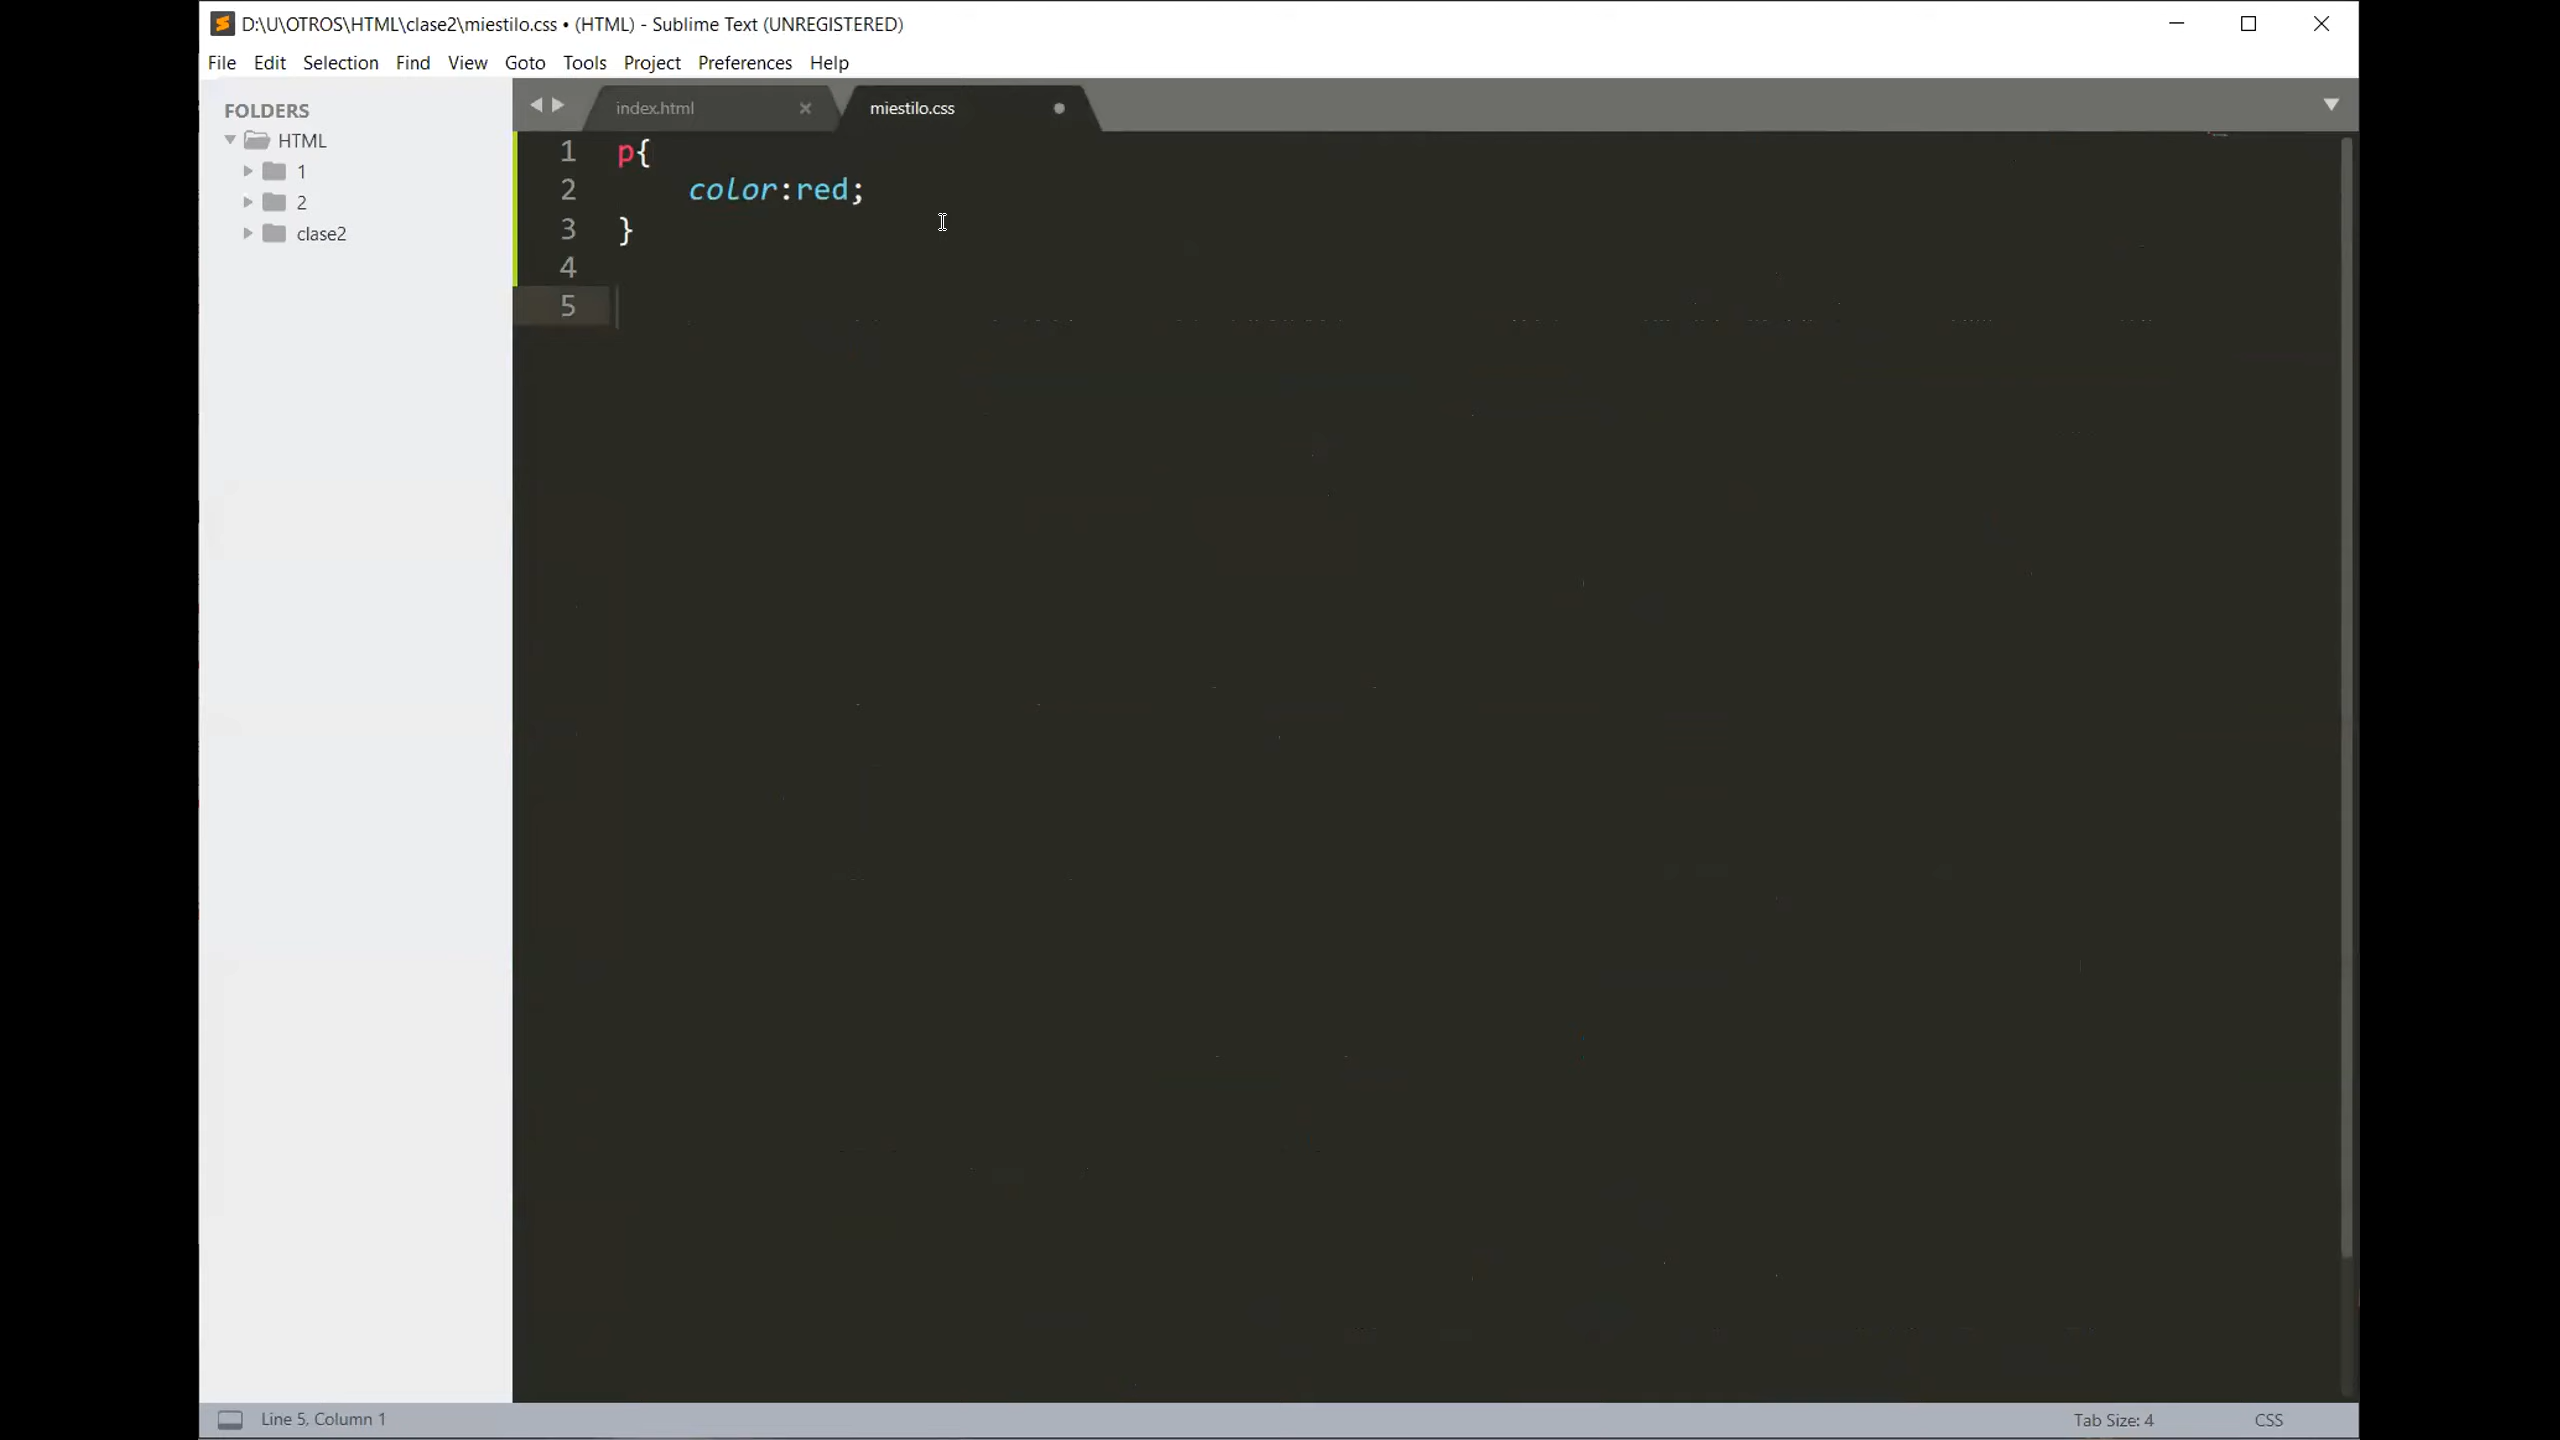 D:\U\OTROS\HTML\clase2\miestilo.css • (HTML) - Sublime Text (UNREGISTERED)
File Edit Selection Find View Goto Tools Project Preferences Help
FOLDERS
HTML
1
2
clase2
index.html miestilo.css
1 p{
2 color:red;
3 }
4
5
Line 5, Column 1 Tab Size: 4 CSS